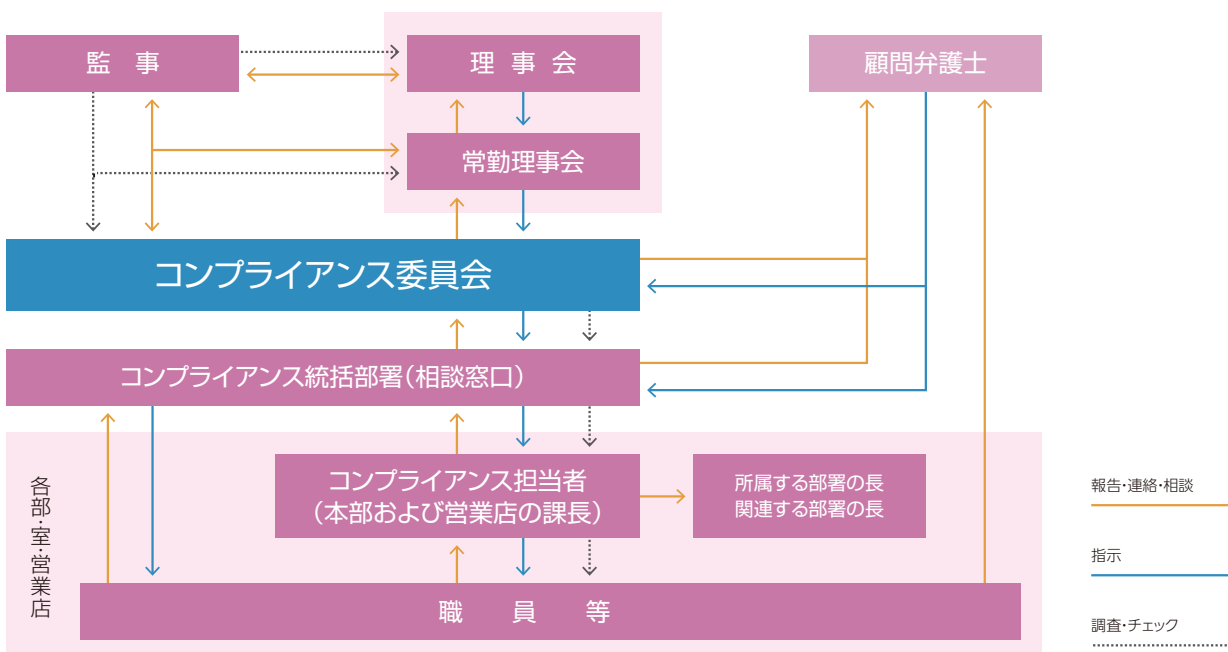 監　事
理　事　会
顧問弁護士
常勤理事会
コンプライアンス委員会
コンプライアンス統括部署（相談窓口）
各部・室・営業店
コンプライアンス担当者
（本部および営業店の課長）
所属する部署の長
関連する部署の長
職　員　等
報告・連絡・相談
指示
調査・チェック